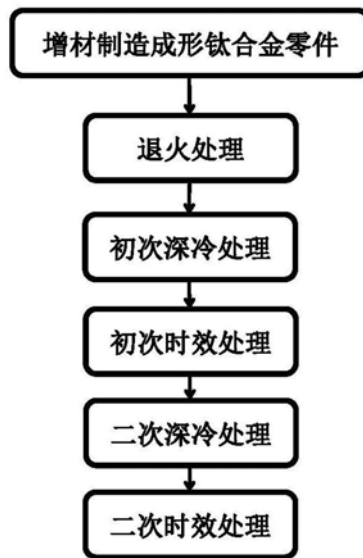 增材制造成形钛合金零件
退火处理
初次深冷处理
初次时效处理
二次深冷处理
二次时效处理